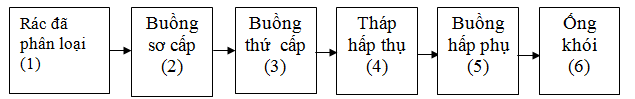 Rác đã
phân loại
(1)
Buồng
sơ cấp
(2)
Buồng
thứ cấp
(3)
Tháp
hấp thụ
(4)
Buồng
hấp phụ
(5)
Ống
khói
(6)